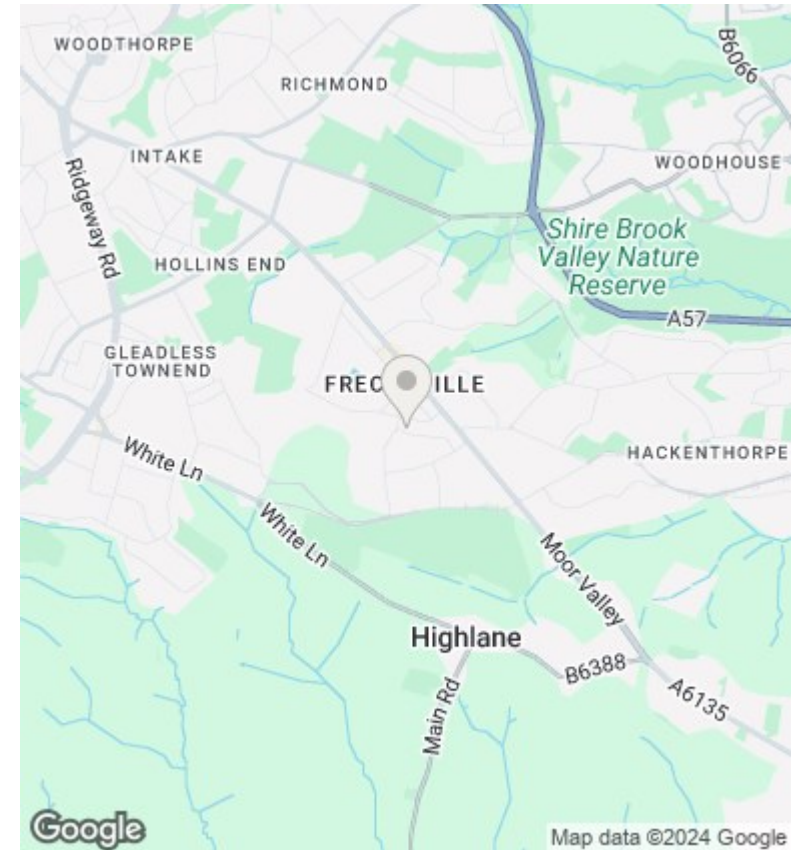 WOODTHORPE
B6066
RICHMOND
INTAKE
WOODHOUSE
Ridgeway Rd
Shire Brook
Valley Nature
Reserve
HOLLINS END
A57
GLEADLESS
TOWNEND
FREC ILLE
White Ln
HACKENTHORPE
White Ln
Moor Valley
Highlane
B6388
A6135
Main Rd
Google
Map data ©2024 Google